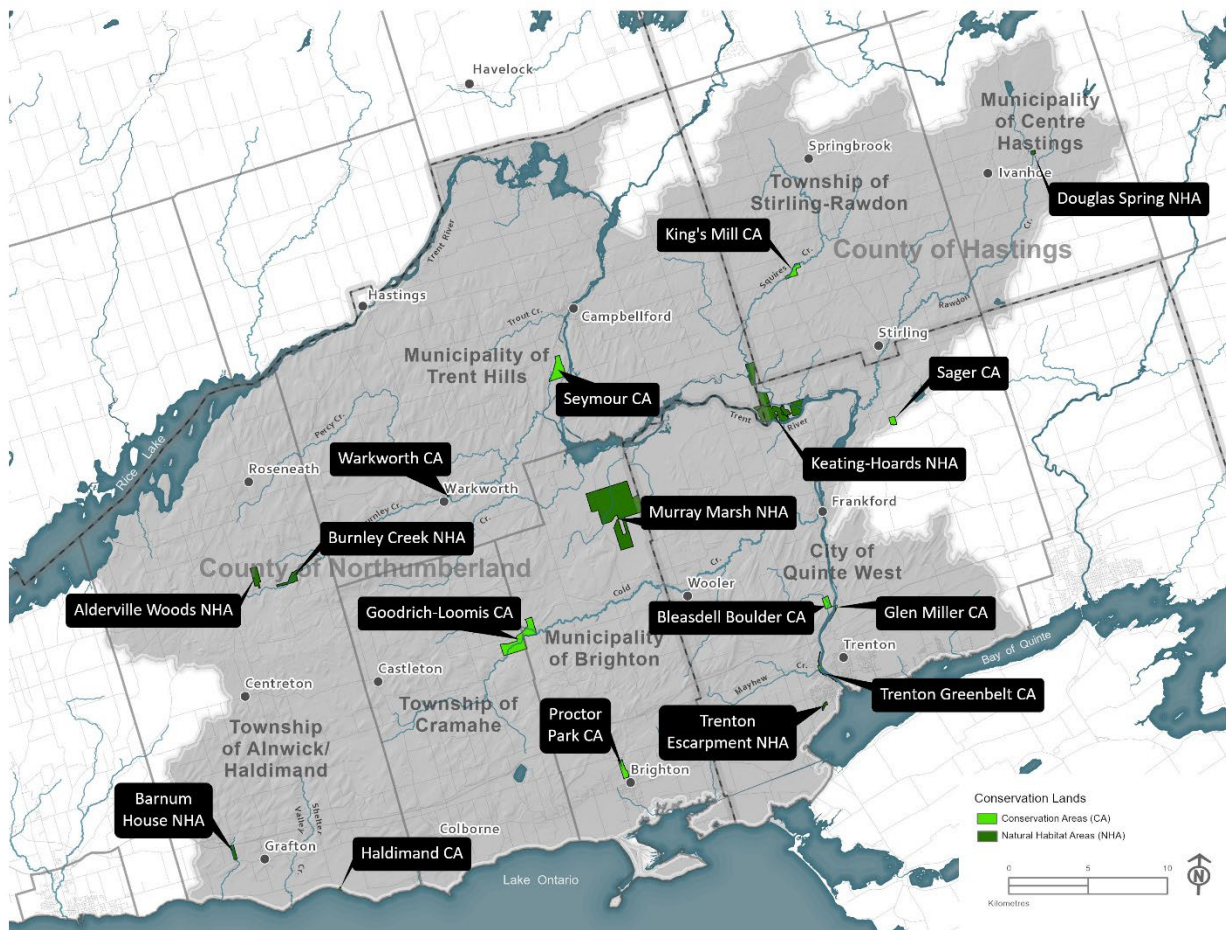 Havelock
Municipality
of Centre
Hastings
Springbrook
Ivanhoe
Township of
Stirling-Rawdon
Douglas Spring NHA
King's Mill CA
County of Hastings
Cr.
Squires
Cr.
Rawdon
Trent River
Hastings
Trout Cr.
Campbellford
Stirling
Municipality of
Trent Hills
Sager CA
Seymour CA
Trent
River
Percy Cr.
Rice Lake
Roseneath
Warkworth CA
Warkworth
Keating-Hoards NHA
Burnley Cr.
Cr.
Murray Marsh NHA
Frankford
Burnley Creek NHA
County of Northumberland
City of
Quinte West
Cr.
Cold
Wooler
Alderville Woods NHA
Goodrich-Loomis CA
Bleasdell Boulder CA
Glen Miller CA
Municipality
of Brighton
Trenton
Bay of Quinte
Castleton
Centreton
Township of
Cramahe
Mayhew
Cr.
Trenton Greenbelt CA
Proctor
Park CA
Trenton
Escarpment NHA
Township
of Alnwick/
Haldimand
Brighton
Barnum
House NHA
Shelter
Valley
Cr.
Colborne
Grafton
Haldimand CA
Lake Ontario
Conservation Lands
Conservation Areas (CA)
Natural Habitat Areas (NHA)
0 5 10
Kilometres
N